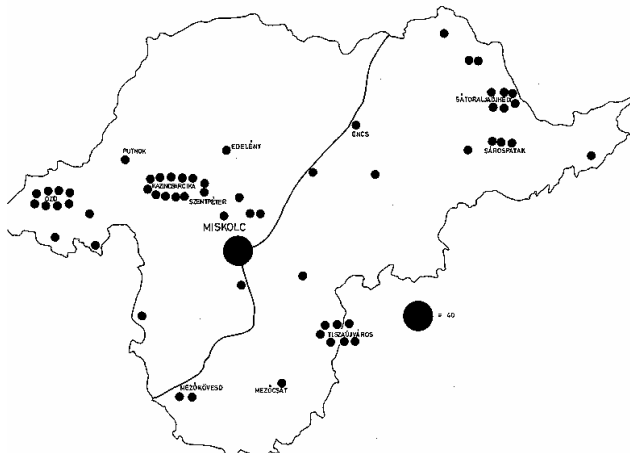 SÁTORALJAÚJHELY
ENCS
SÁROSPATAK
EDELÉNY
PUTNOK
KAZINCBARCIKA
ÓZD
SZENTPÉTER
MISKOLC
= 40
TISZAÚJVÁROS
MEZŐKÖVESD
MEZŐCSÁT